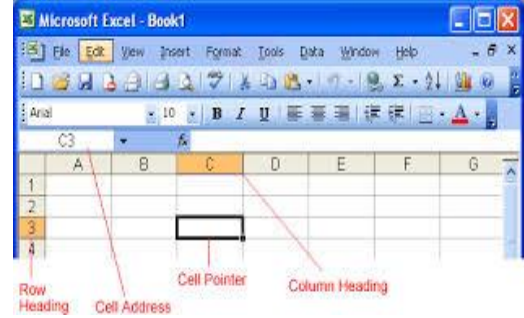 Microsoft Excel - Book1
File Edit View Insert Format Tools Data Window Help
Arial 10 B I U A
C3 fx
A B C D E F G
1
2
3
4
Cell Pointer
Column Heading
Row
Heading
Cell Address